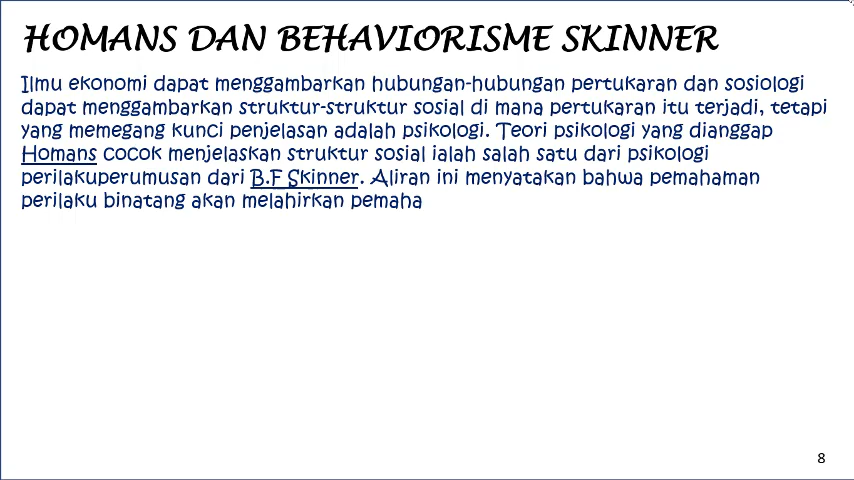 HOMANS DAN BEHAVIORISME SKINNER
Ilmu ekonomi dapat menggambarkan hubungan-hubungan pertukaran dan sosiologi
dapat menggambarkan struktur-struktur sosial di mana pertukaran itu terjadi, tetapi
yang memegang kunci penjelasan adalah psikologi. Teori psikologi yang dianggap
Homans cocok menjelaskan struktur sosial ialah salah satu dari psikologi
perilakuperumusan dari B.F Skinner. Aliran ini menyatakan bahwa pemahaman
perilaku binatang akan melahirkan pemaha
8